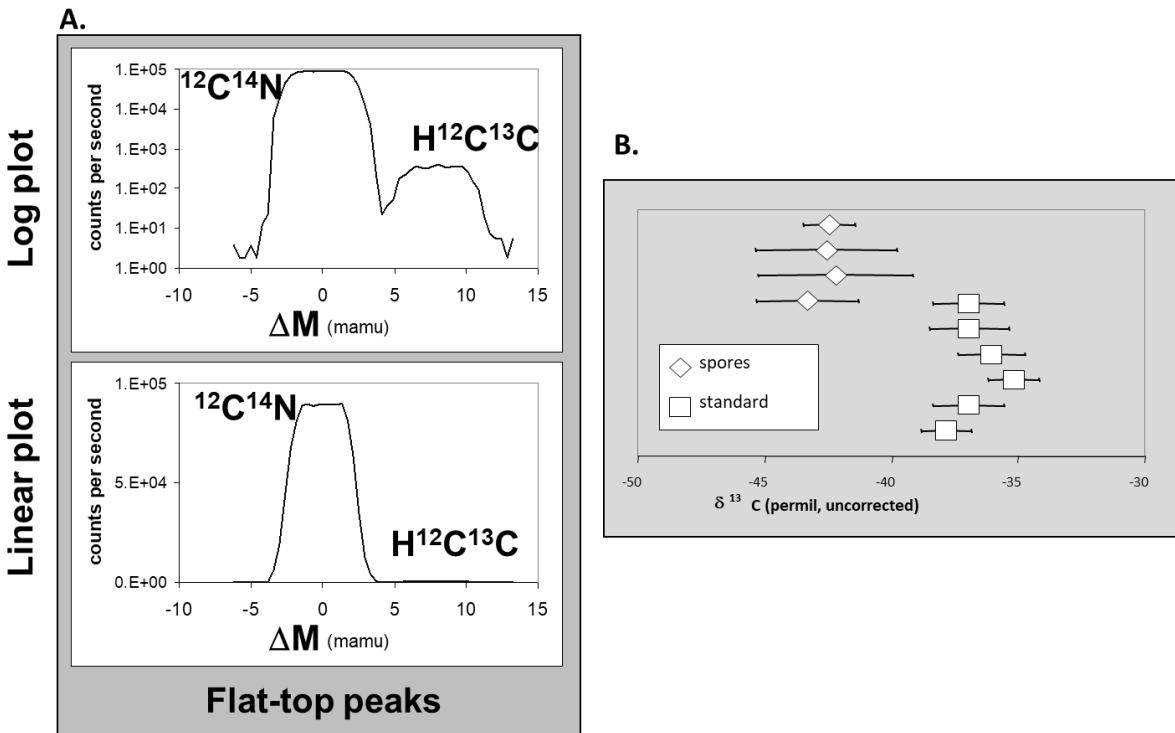 A.
Log plot
counts per second
1.E+05
1.E+04
1.E+03
1.E+02
1.E+01
1.E+00
¹²C¹⁴N
H¹²C¹³C
-10 -5 0 5 10 15
ΔM (mamu)
Linear plot
counts per second
1.E+05
5.E+04
0.E+00
¹²C¹⁴N
H¹²C¹³C
-10 -5 0 5 10 15
ΔM (mamu)
Flat-top peaks
B.
spores
standard
-50 -45 -40 -35 -30
δ ¹³ C (permil, uncorrected)